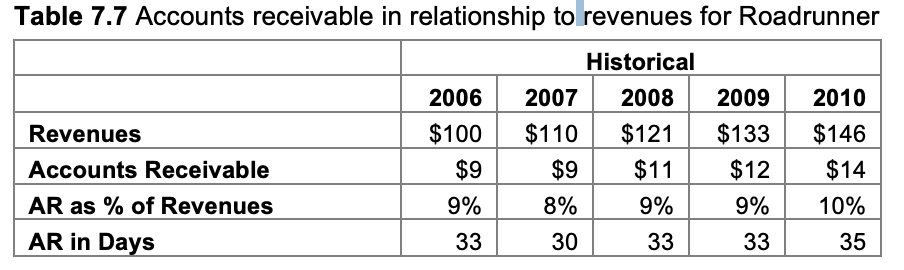 Table 7.7 Accounts receivable in relationship to revenues for Roadrunner
Historical
2006 2007 2008 2009 2010
Revenues $100 $110 $121 $133 $146
Accounts Receivable $9 $9 $11 $12 $14
AR as % of Revenues 9% 8% 9% 9% 10%
AR in Days 33 30 33 33 35